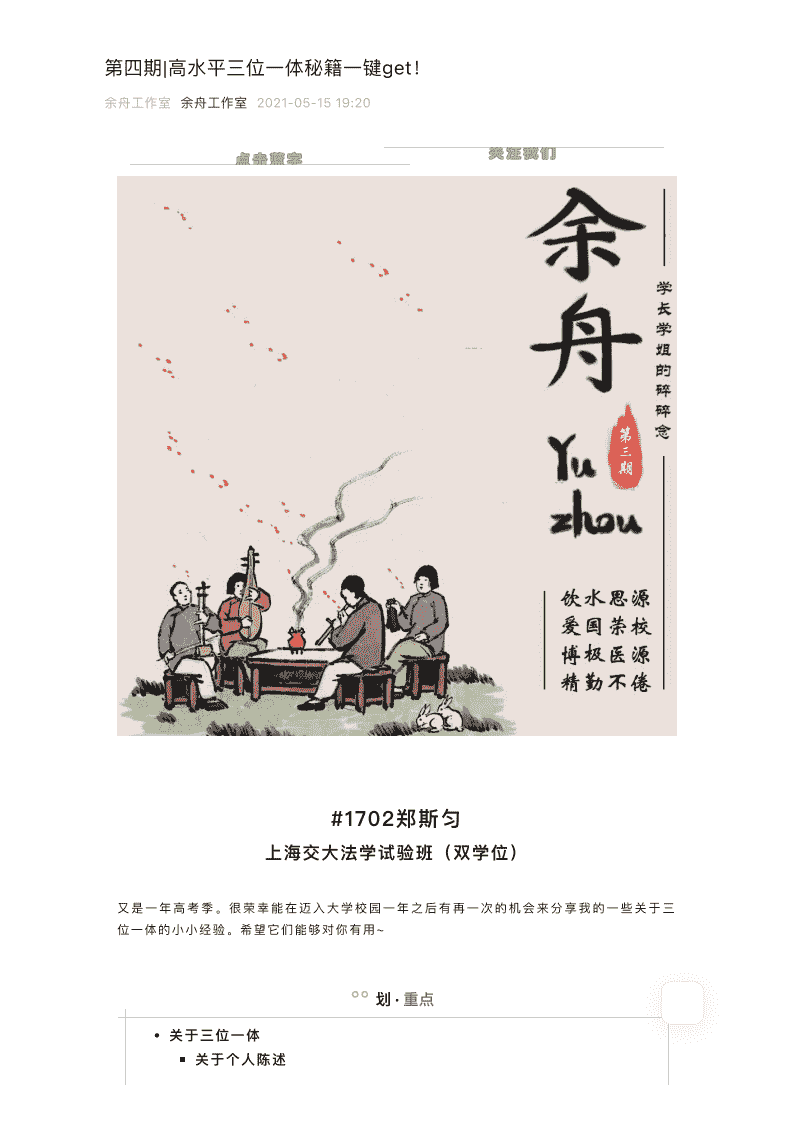 第四期|高水平三位一体秘籍一键get！
余舟工作室 余舟工作室 2021-05-15 19:20
点击蓝字
关注我们
余舟
Yu
zhou
学长学姐的碎碎念
第三期
饮水思源
爱国荣校
博极医源
精勤不倦
#1702郑斯匀
上海交大法学试验班（双学位）
又是一年高考季。很荣幸能在迈入大学校园一年之后有再一次的机会来分享我的一些关于三
位一体的小小经验。希望它们能够对你有用~
划·重点
• 关于三位一体
▪ 关于个人陈述